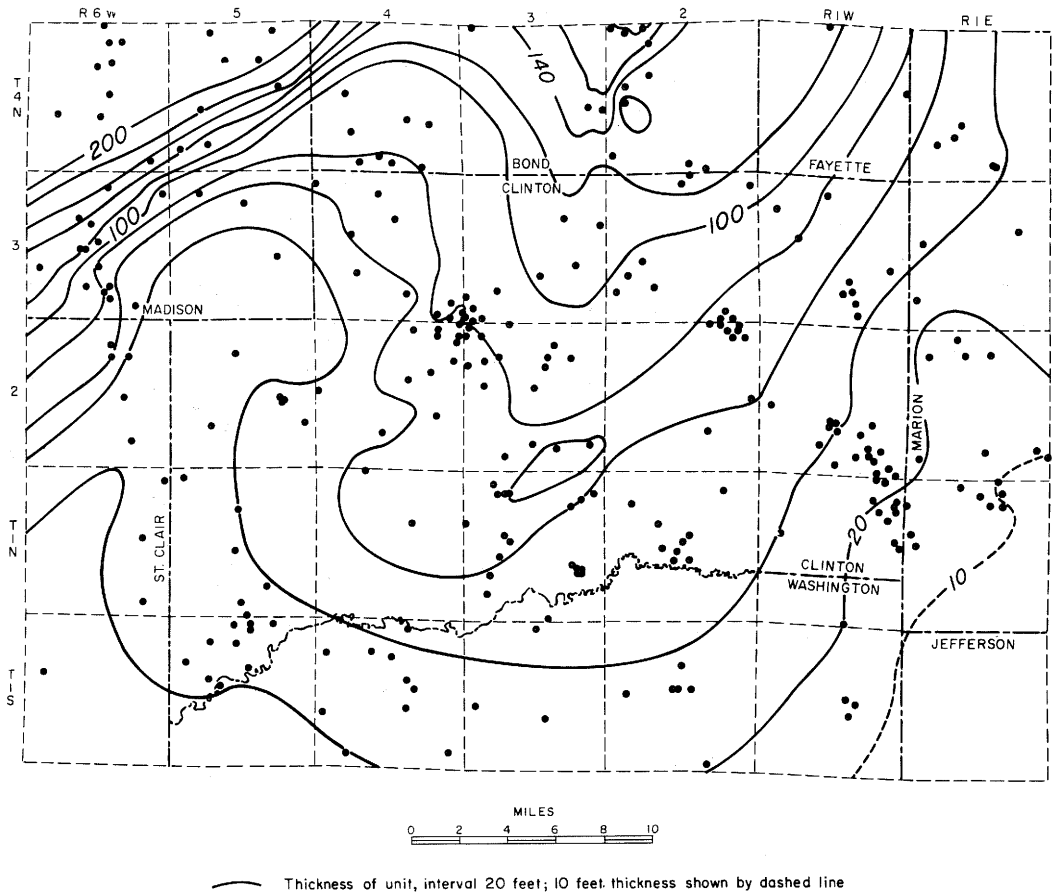 R 6 W 5 4 3 2 R I W R I E
T 4 N
140
200
BOND
CLINTON
FAYETTE
100
100
3
MADISON
2
MARION
T I N
ST. CLAIR
20
CLINTON
WASHINGTON
10
JEFFERSON
T I S
MILES
0 2 4 6 8 10
Thickness of unit, interval 20 feet; 10 feet thickness shown by dashed line